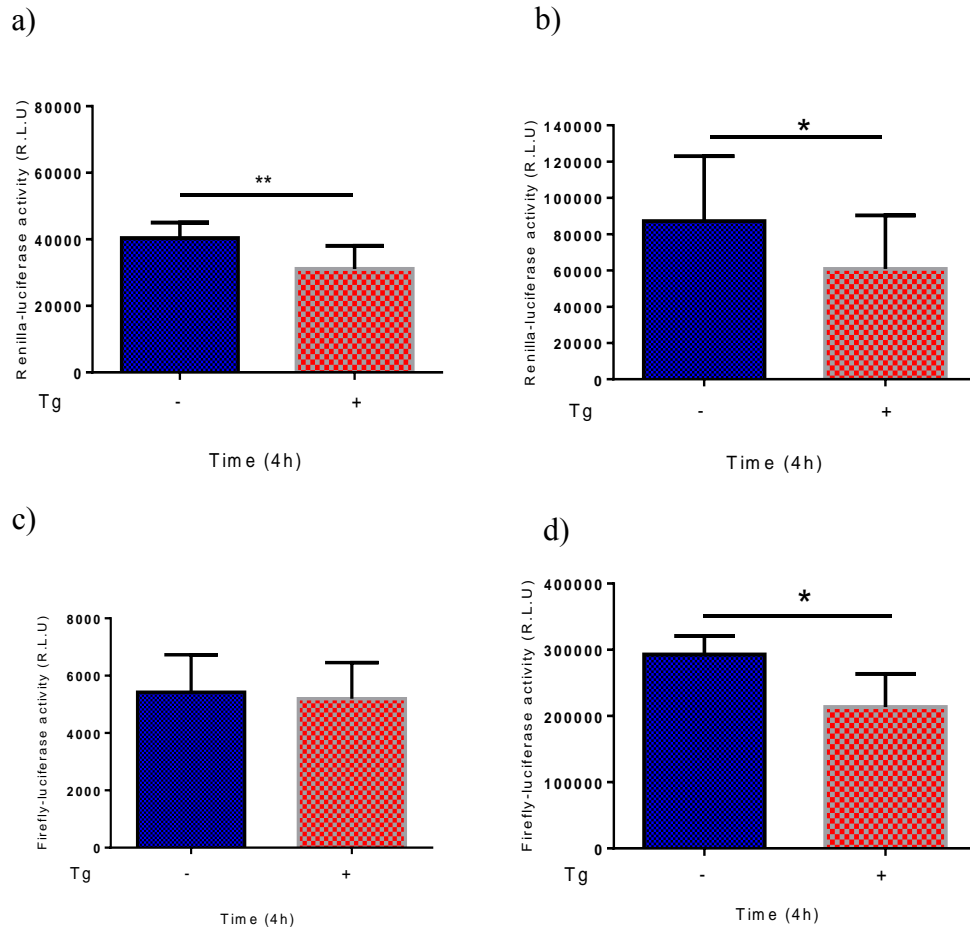 a)
Renilla-luciferase activity (R.L.U)
80000
60000
40000
20000
0
**
Tg - +
Time (4h)
b)
Renilla-luciferase activity (R.L.U)
140000
120000
100000
80000
60000
40000
20000
0
*
Tg - +
Time (4h)
c)
Firefly-luciferase activity (R.L.U)
8000
6000
4000
2000
0
Tg - +
Time (4h)
d)
Firefly-luciferase activity (R.L.U)
400000
300000
200000
100000
0
*
Tg - +
Time (4h)